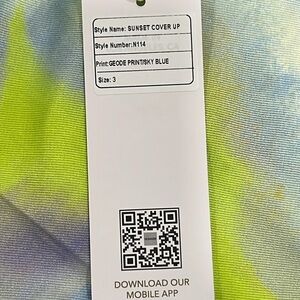 Style Name: SUNSET COVER UP
Style Number:N114
Print:GEODE PRINT/SKY BLUE
Size: 3
DOWNLOAD OUR
MOBILE APP